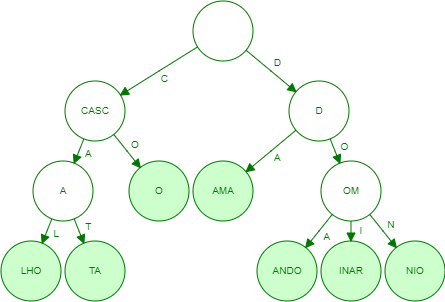 C D
CASC D
A O A O
A O AMA OM
L T A I N
LHO TA ANDO INAR NIO